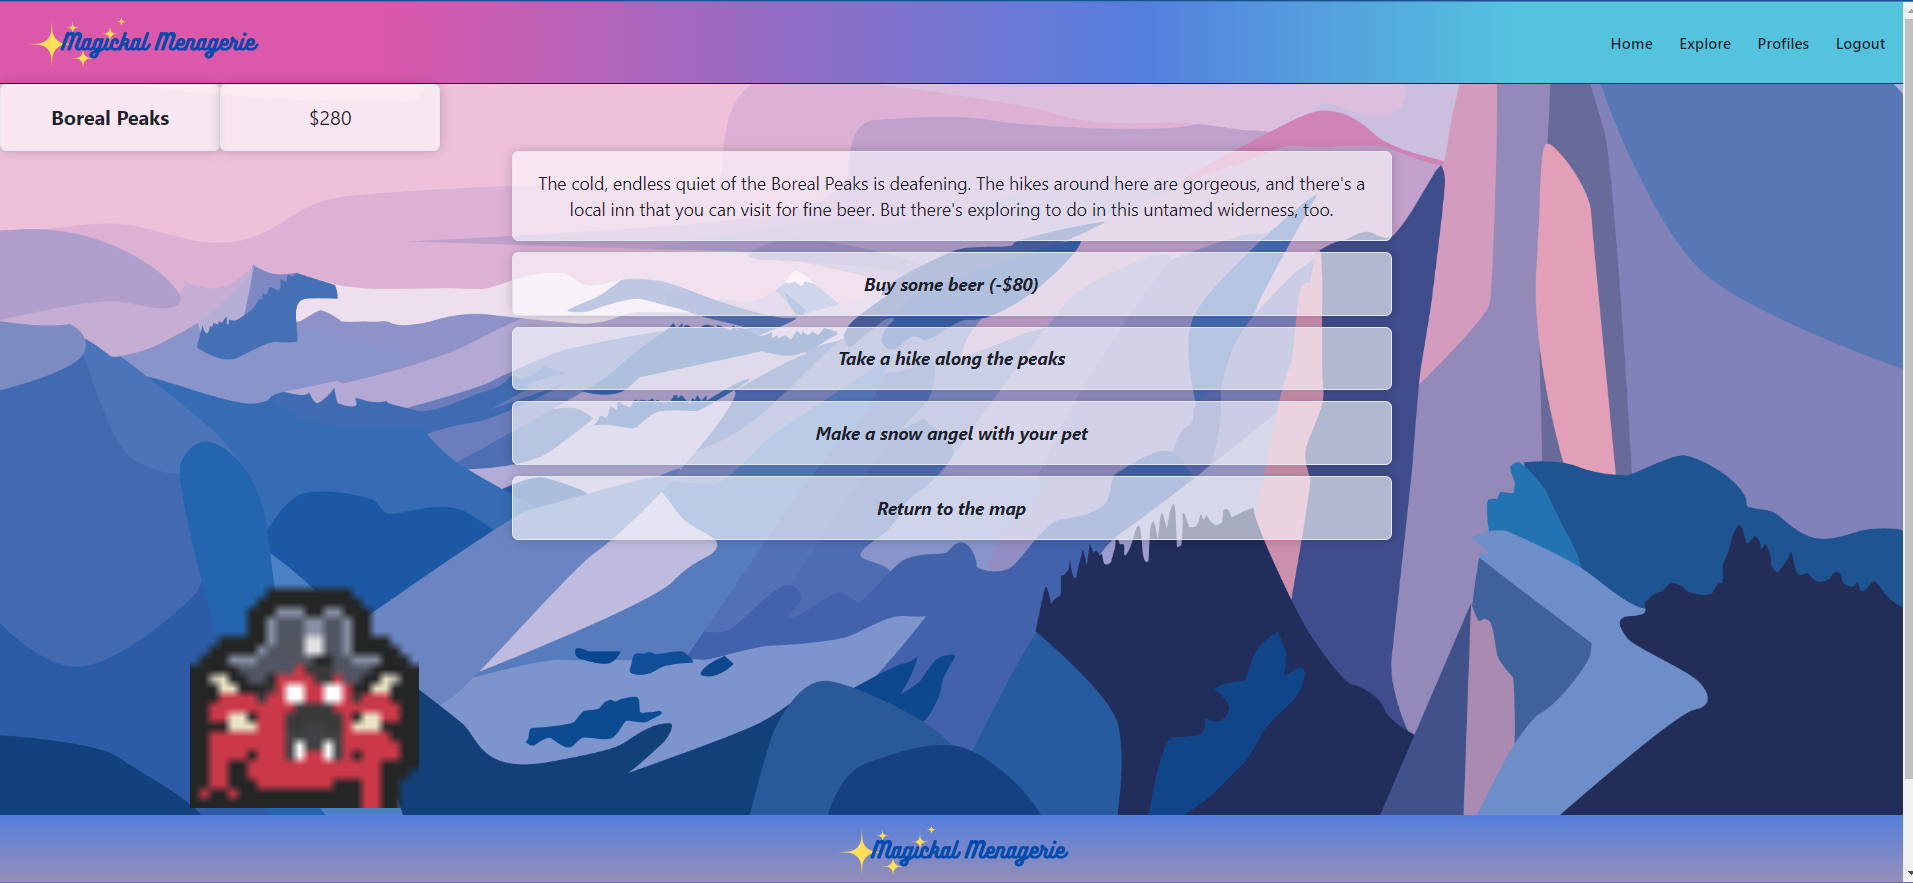 Magickal Menagerie
Home Explore Profiles Logout
Boreal Peaks $280
The cold, endless quiet of the Boreal Peaks is deafening. The hikes around here are gorgeous, and there's a
local inn that you can visit for fine beer. But there's exploring to do in this untamed widerness, too.
Buy some beer (-$80)
Take a hike along the peaks
Make a snow angel with your pet
Return to the map
Magickal Menagerie